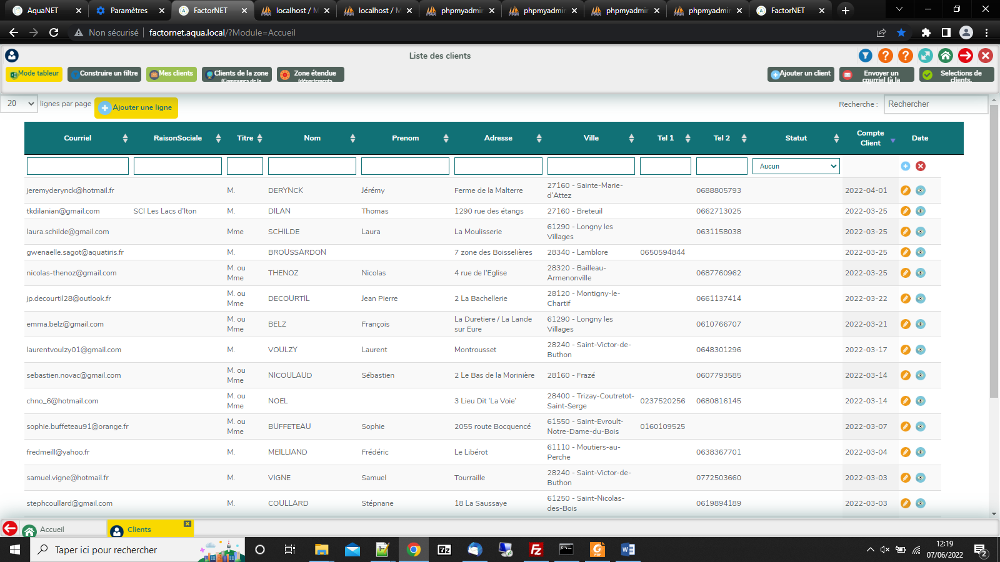 AquaNET
Paramètres
FactorNET
localhost / M
localhost / M
phpmyadmin
phpmyadmin
phpmyadmin
phpmyadmin
FactorNET
Non sécurisé
factornet.aqua.local/?Module=Accueil
Liste des clients
Mode tableur
Construire un filtre
Mes clients
Clients de la zone
(Communes de la
Zone étendue
(départements
Ajouter un client
Envoyer un
courriel (à la
Selections de
clients.
20
lignes par page
Ajouter une ligne
Recherche :
Rechercher
Courriel RaisonSociale Titre Nom Prenom Adresse Ville Tel 1 Tel 2 Statut Compte Client Date
Aucun
jeremyderynck@hotmail.fr M. DERYNCK Jérémy Ferme de la Malterre 27160 - Sainte-Marie-d'Attez 0688805793 2022-04-01
tkdilanian@gmail.com SCI Les Lacs d'Iton M. DILAN Thomas 1290 rue des étangs 27160 - Breteuil 0662713025 2022-03-25
laura.schilde@gmail.com Mme SCHILDE Laura La Moulisserie 61290 - Longny les Villages 0631158038 2022-03-25
gwenaelle.sagot@aquatiris.fr M. BROUSSARDON 7 zone des Boisselières 28340 - Lamblore 0650594844 2022-03-25
nicolas-thenoz@gmail.com M. ou Mme THENOZ Nicolas 4 rue de l'Eglise 28320 - Bailleau-Armenonville 0687760962 2022-03-25
jp.decourtil28@outlook.fr M. ou Mme DECOURTIL Jean Pierre 2 La Bachellerie 28120 - Montigny-le-Chartif 0661137414 2022-03-22
emma.belz@gmail.com M. ou Mme BELZ François La Duretiere / La Lande sur Eure 61290 - Longny les Villages 0610766707 2022-03-21
laurentvoulzy01@gmail.com M. VOULZY Laurent Montrousset 28240 - Saint-Victor-de-Buthon 0648301296 2022-03-17
sebastien.novac@gmail.com M. ou Mme NICOULAUD Sébastien 2 Le Bas de la Morinière 28160 - Frazé 0607793585 2022-03-14
chno_6@hotmail.com M. ou Mme NOEL 3 Lieu Dit 'La Voie' 28400 - Trizay-Coutretot-Saint-Serge 0237520256 0680816145 2022-03-14
sophie.buffeteau91@orange.fr M. ou Mme BUFFETEAU Sophie 2055 route Bocquencé 61550 - Saint-Evroult-Notre-Dame-du-Bois 0160109525 2022-03-07
fredmeill@yahoo.fr M. MEILLIAND Frédéric Le Libérot 61110 - Moutiers-au-Perche 0638367701 2022-03-04
samuel.vigne@hotmail.fr M. VIGNE Samuel Tourraille 28240 - Saint-Victor-de-Buthon 0772503660 2022-03-03
stephcoullard@gmail.com M. COULLARD Stépnane 18 La Saussaye 61250 - Saint-Nicolas-des-Bois 0619894189 2022-03-03
Accueil
Clients
Taper ici pour rechercher
12:19
07/06/2022
2